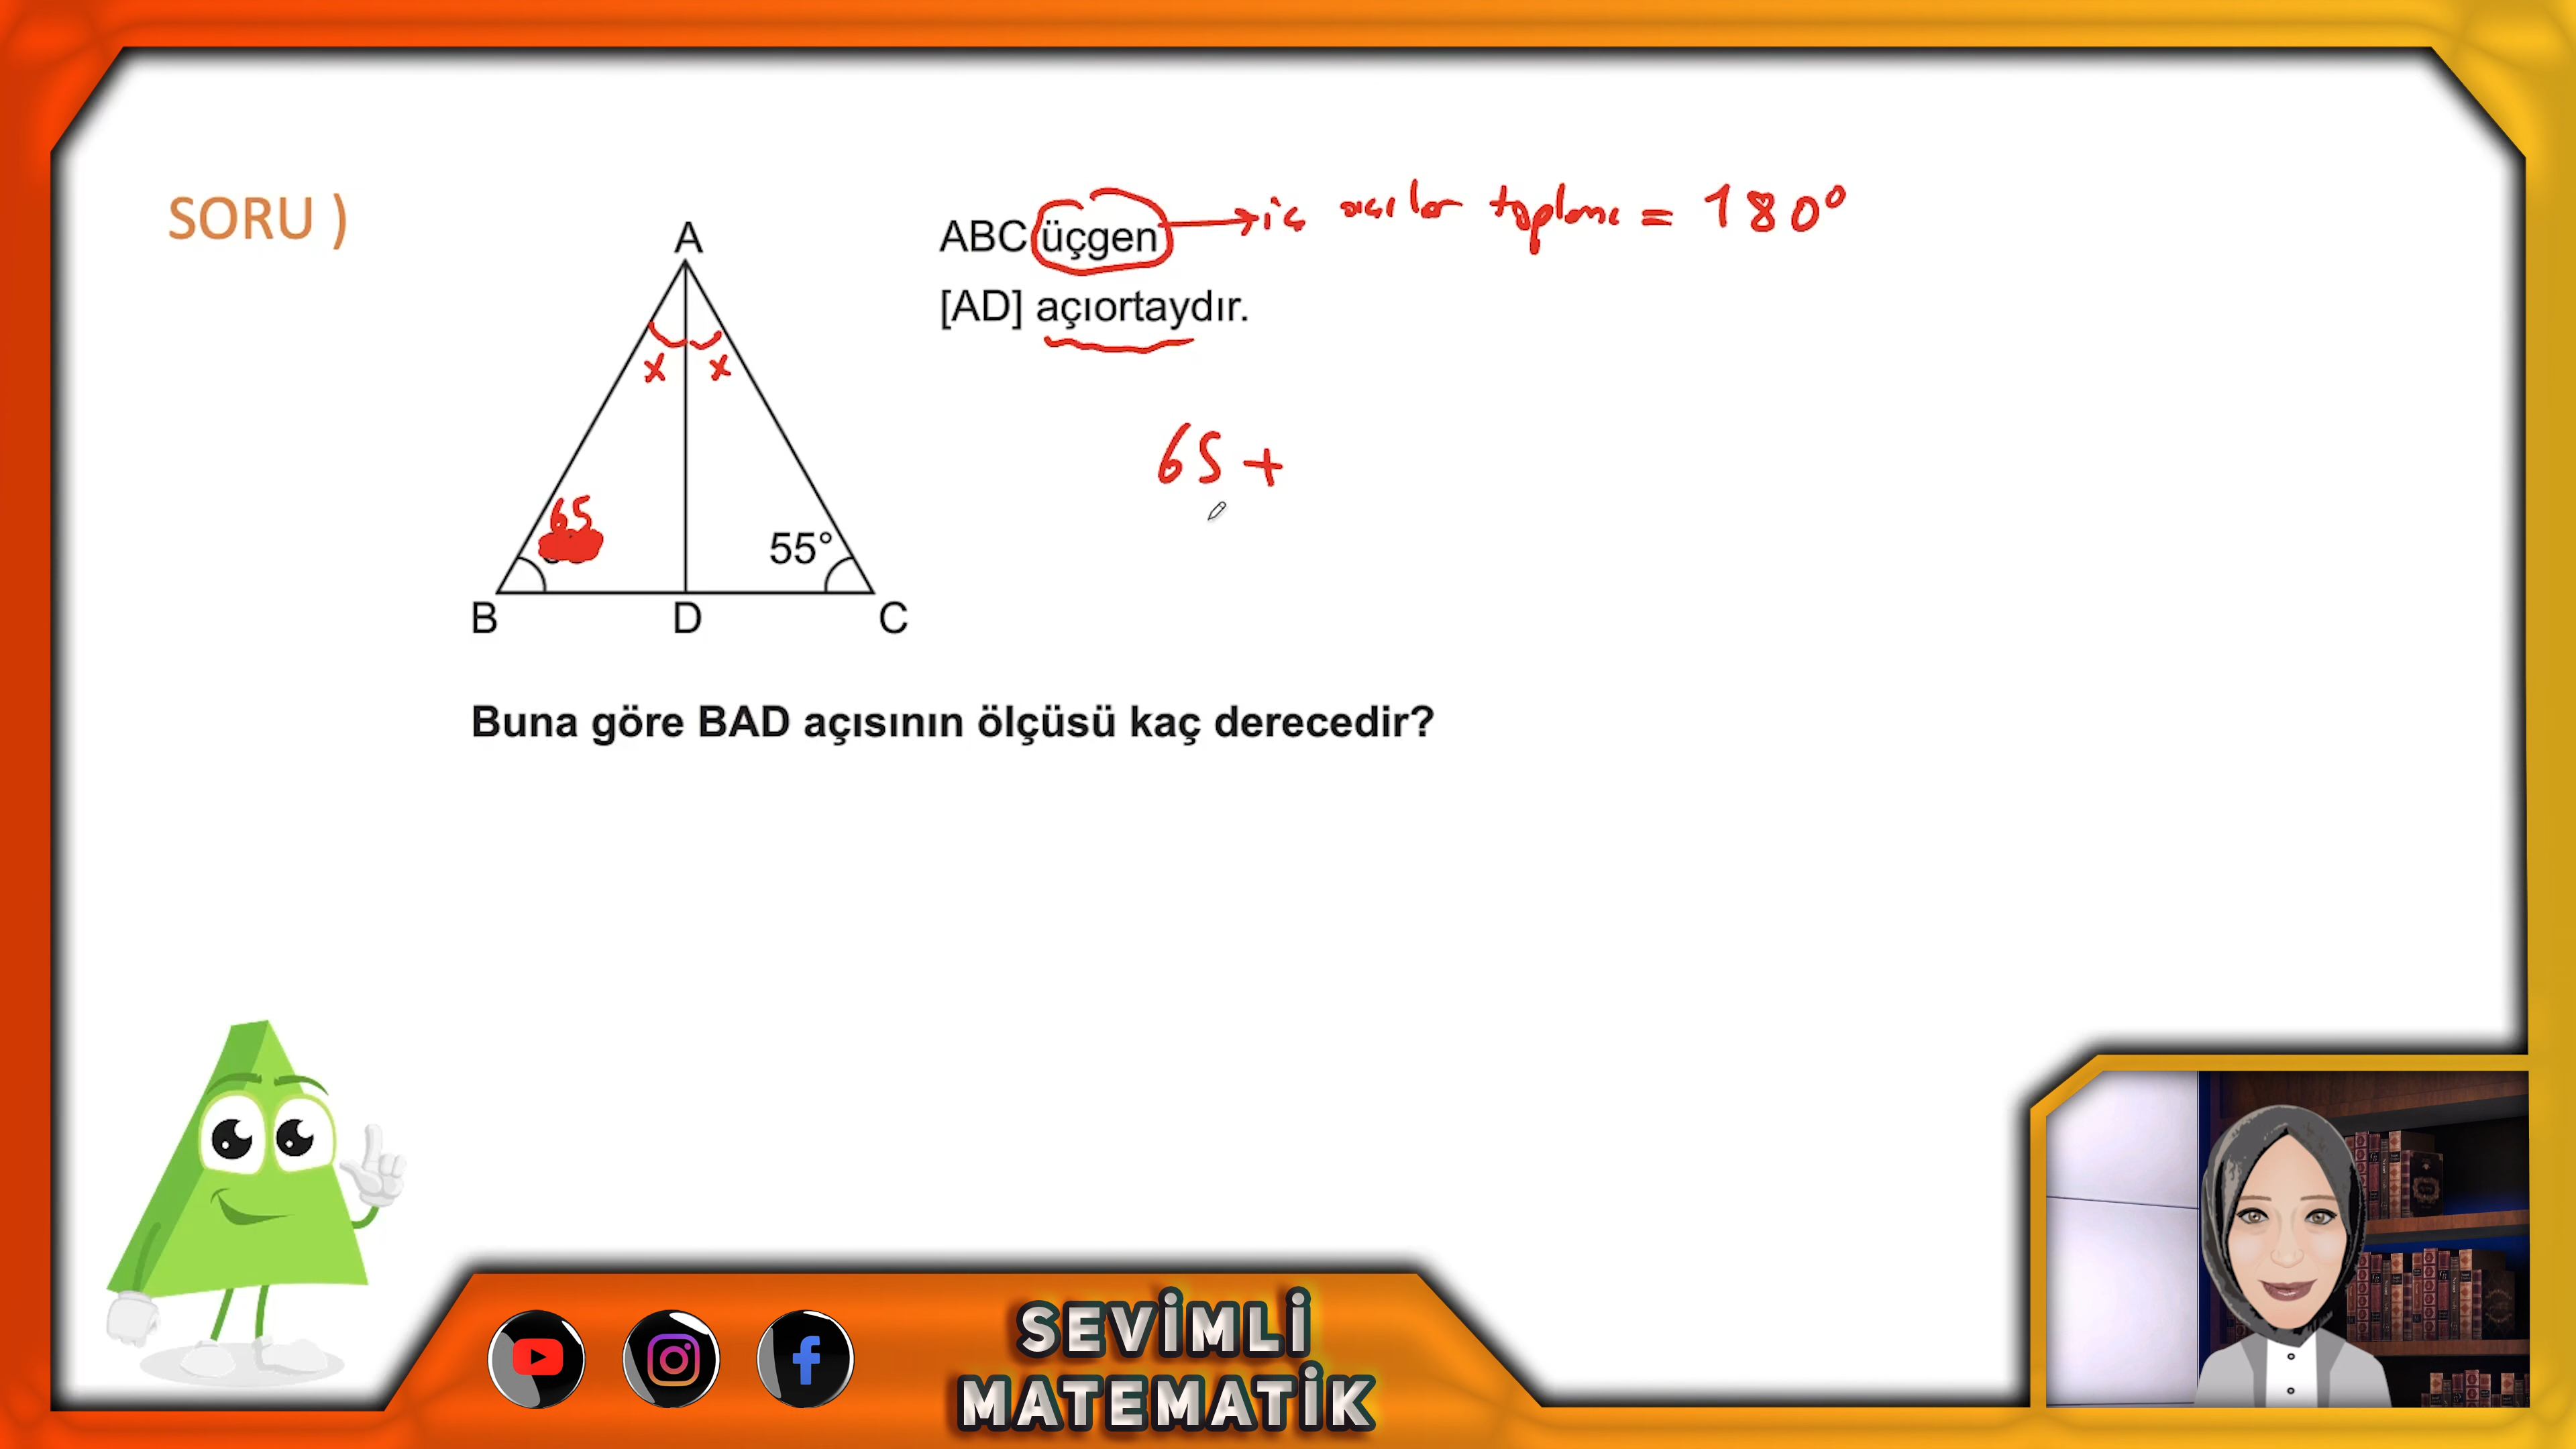 SORU )
ABC üçgen → iç açılar toplamı = 180°
[AD] açıortaydır.
A
x x
65 +
65
55°
B D C
Buna göre BAD açısının ölçüsü kaç derecedir?
SEVİMLİ
MATEMATİK